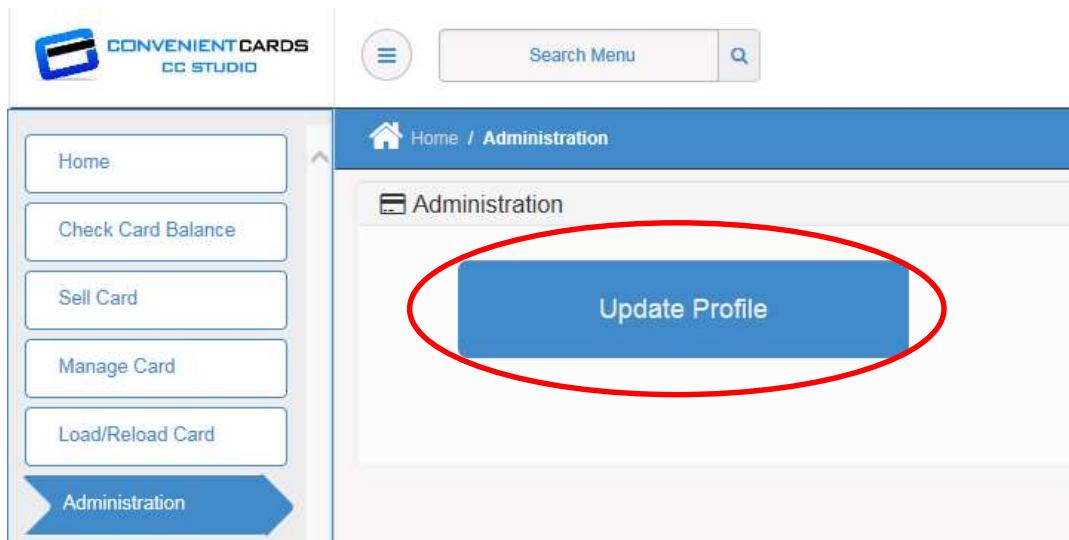 CONVENIENTCARDS
CC STUDIO
Search Menu
Home / Administration
Home
Check Card Balance
Sell Card
Manage Card
Load/Reload Card
Administration
Administration
Update Profile